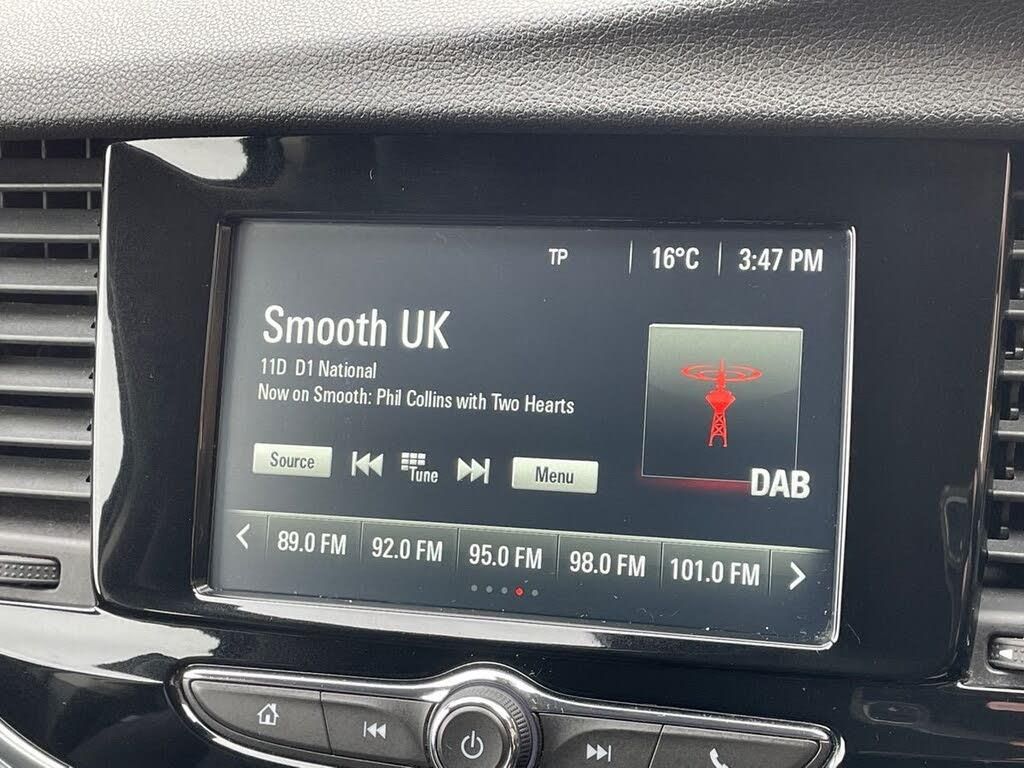 TP 16°C 3:47 PM
Smooth UK
11D D1 National
Now on Smooth: Phil Collins with Two Hearts
Source Tune Menu
DAB
89.0 FM 92.0 FM 95.0 FM 98.0 FM 101.0 FM